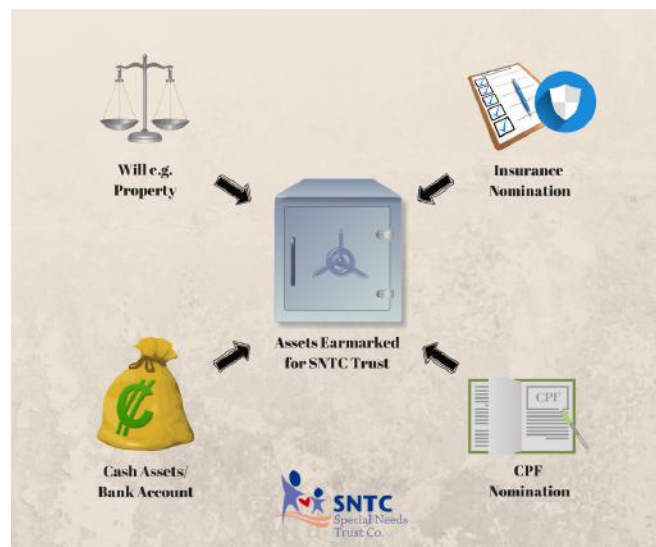 Will e.g.
Property
Insurance
Nomination
Assets Earmarked
for SNTC Trust
₵
Cash Assets/
Bank Account
CPF
CPF
Nomination
SNTC
Special Needs
Trust Co.